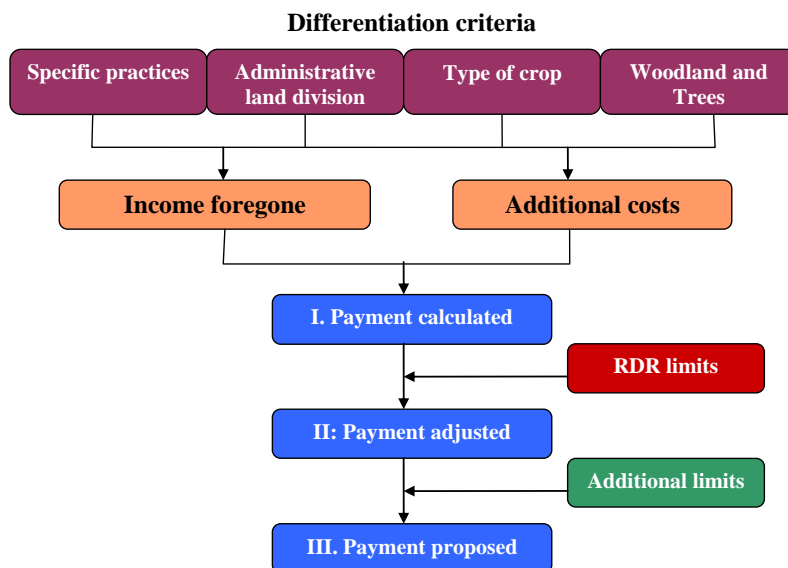 Differentiation criteria
Specific practices
Administrative
land division
Type of crop
Woodland and
Trees
Income foregone
Additional costs
I. Payment calculated
RDR limits
II: Payment adjusted
Additional limits
III. Payment proposed